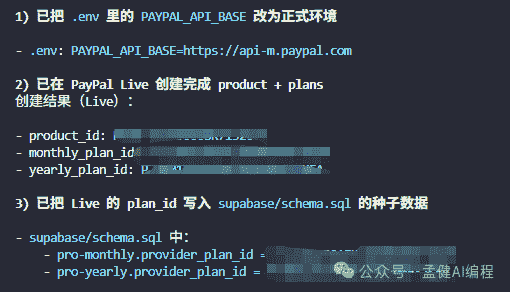 1) 已把 .env 里的 PAYPAL_API_BASE 改为正式环境
- .env: PAYPAL_API_BASE=https://api-m.paypal.com
2) 已在 PayPal Live 创建完成 product + plans
创建结果（Live）：
- product_id:
- monthly_plan_id
- yearly_plan_id:
3) 已把 Live 的 plan_id 写入 supabase/schema.sql 的种子数据
- supabase/schema.sql 中：
- pro-monthly.provider_plan_id =
- pro-yearly.provider_plan_id =
公众号·孟健AI编程